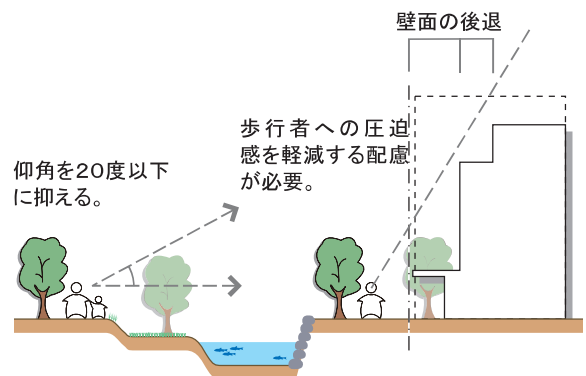 壁面の後退
歩行者への圧迫
感を軽減する配慮
が必要。
仰角を20度以下
に抑える。